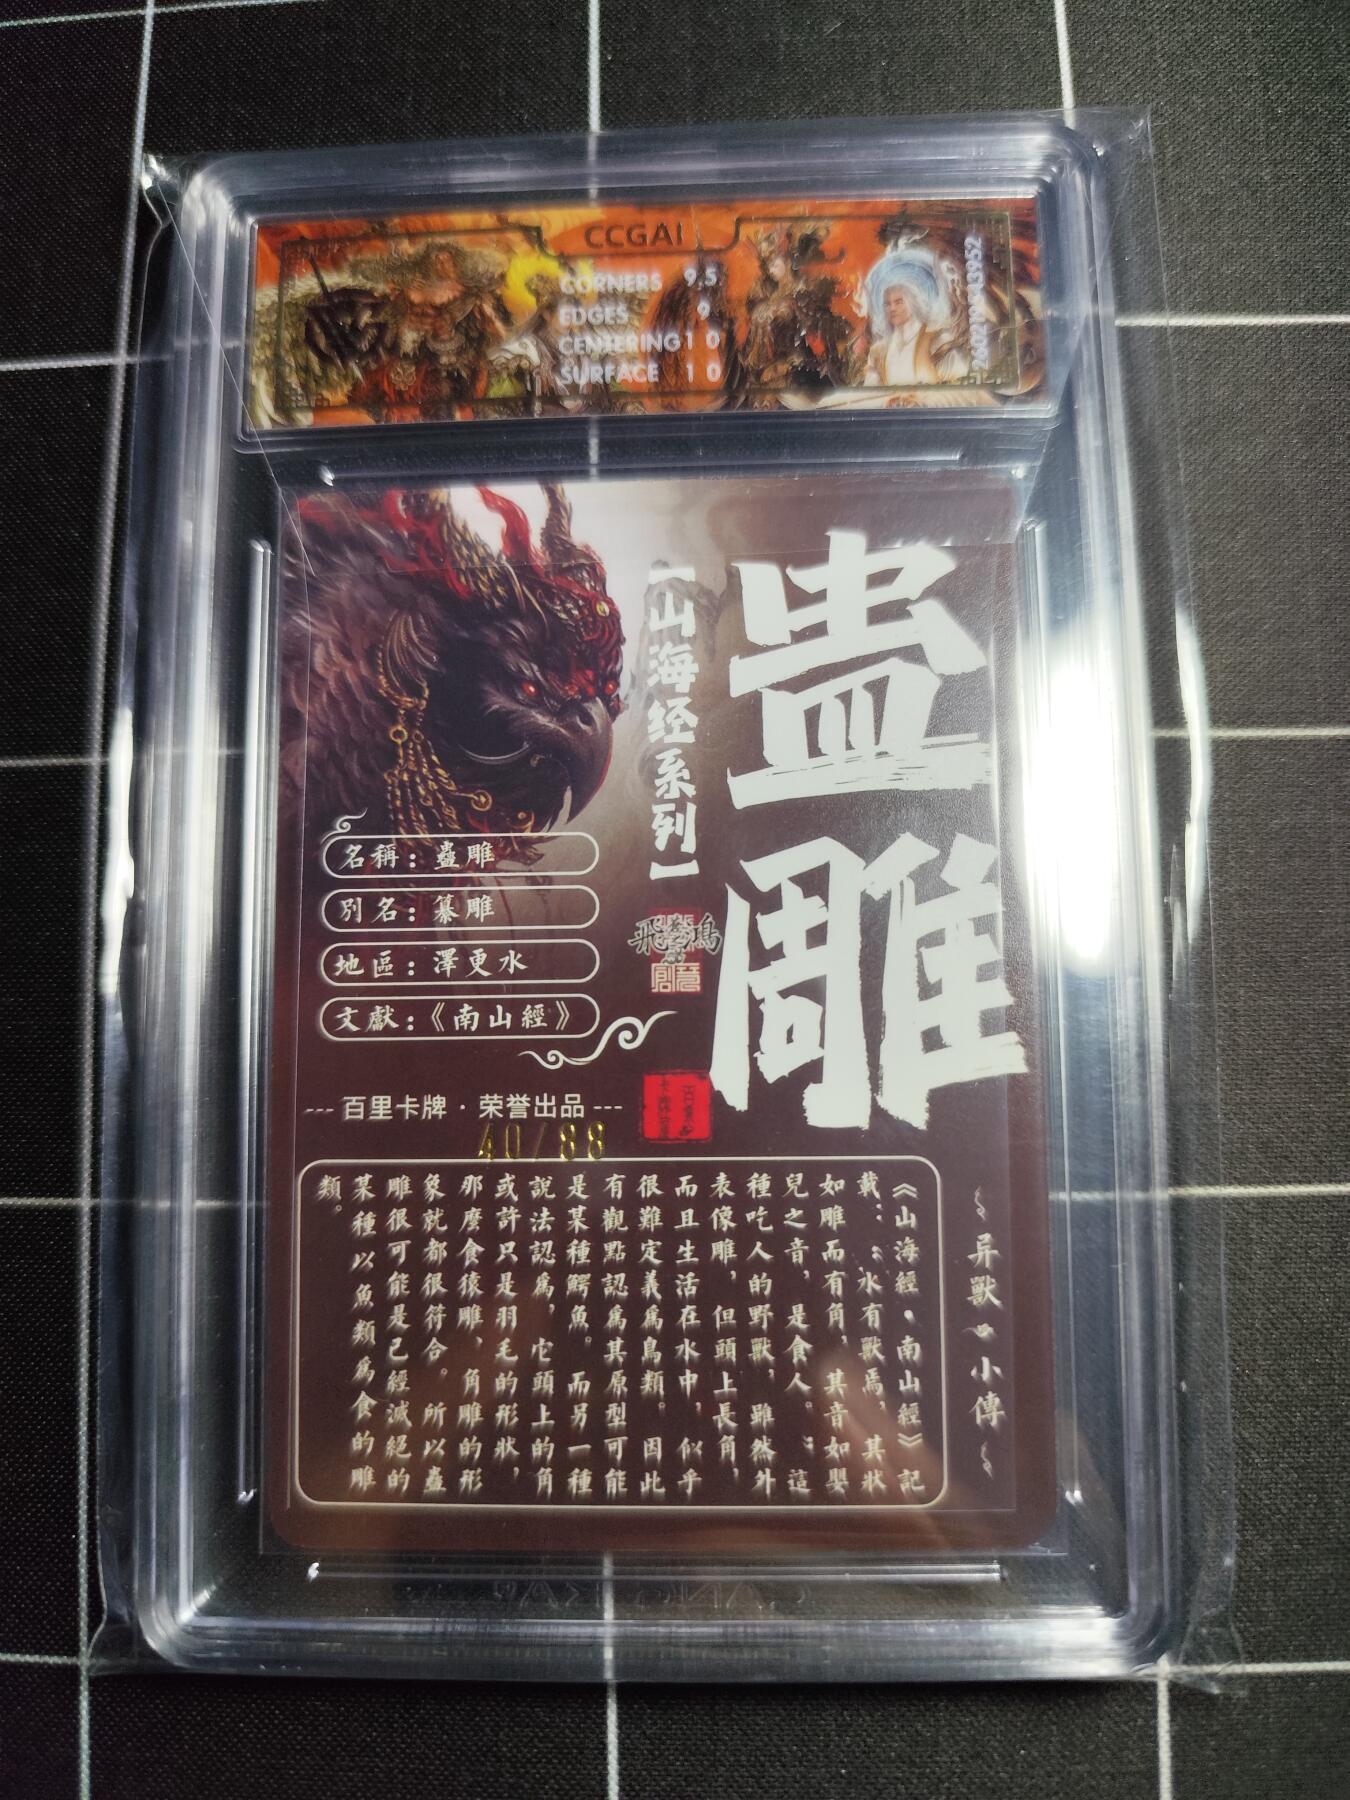 CCGAI
CORNERS 9.5
EDGES 9
CENTERING 10
SURFACE 10
蛊雕
【山海经系列】
名稱：蠱雕
別名：纂雕
地區：澤更水
文獻：《南山經》
--- 百里卡牌 · 荣誉出品 ---
40/88
异獸 小傳
《山海經·南山經》記
載：“水有獸焉，其狀
如雕而有角，其音如嬰
兒之音，是食人。”這
種吃人的野獸，雖然外
表像雕，但頭上長角，
而且生活在水中，似乎
很難定義爲鳥類。因此
有觀點認爲其原型可能
是某種鰐魚。而另一種
說法認爲，它頭上的角
或許只是羽毛的形狀，
那麼食猿雕、角雕的形
象就都很符合。所以蠱
雕很可能是已經滅絕的
某種以魚類爲食的雕
類。